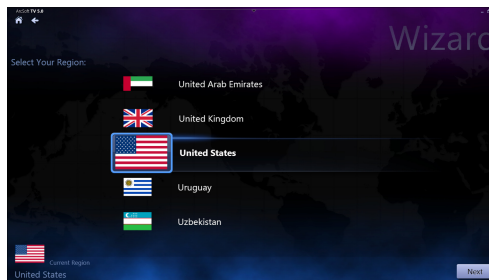 ArcSoft TV 5.0
Wizard
Select Your Region:
United Arab Emirates
United Kingdom
United States
Uruguay
Uzbekistan
Current Region
United States
Next